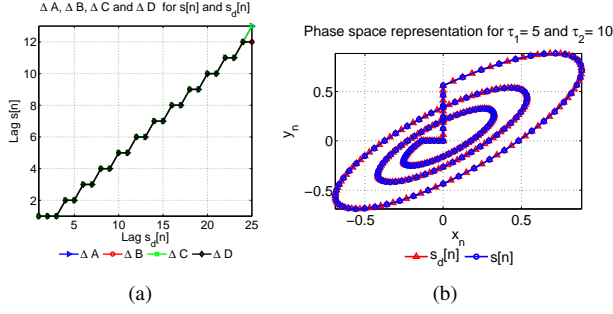 Δ A, Δ B, Δ C and Δ D for s[n] and s_d[n]
12
10
8
6
4
2
Lag s[n]
5 10 15 20 25
Lag s_d[n]
Δ A Δ B Δ C Δ D
(a)
Phase space representation for τ_1= 5 and τ_2= 10
0.5
0
−0.5
y_n
−0.5 0 0.5
x_n
s_d[n] s[n]
(b)